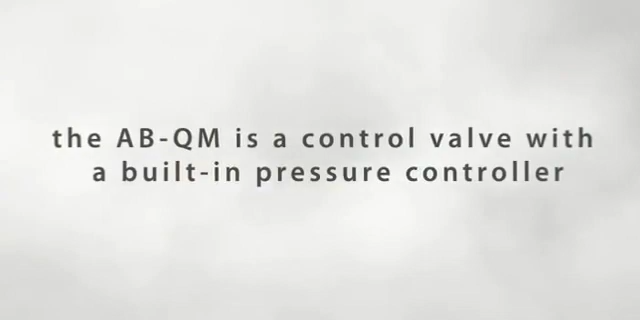 the AB-QM is a control valve with
a built-in pressure controller